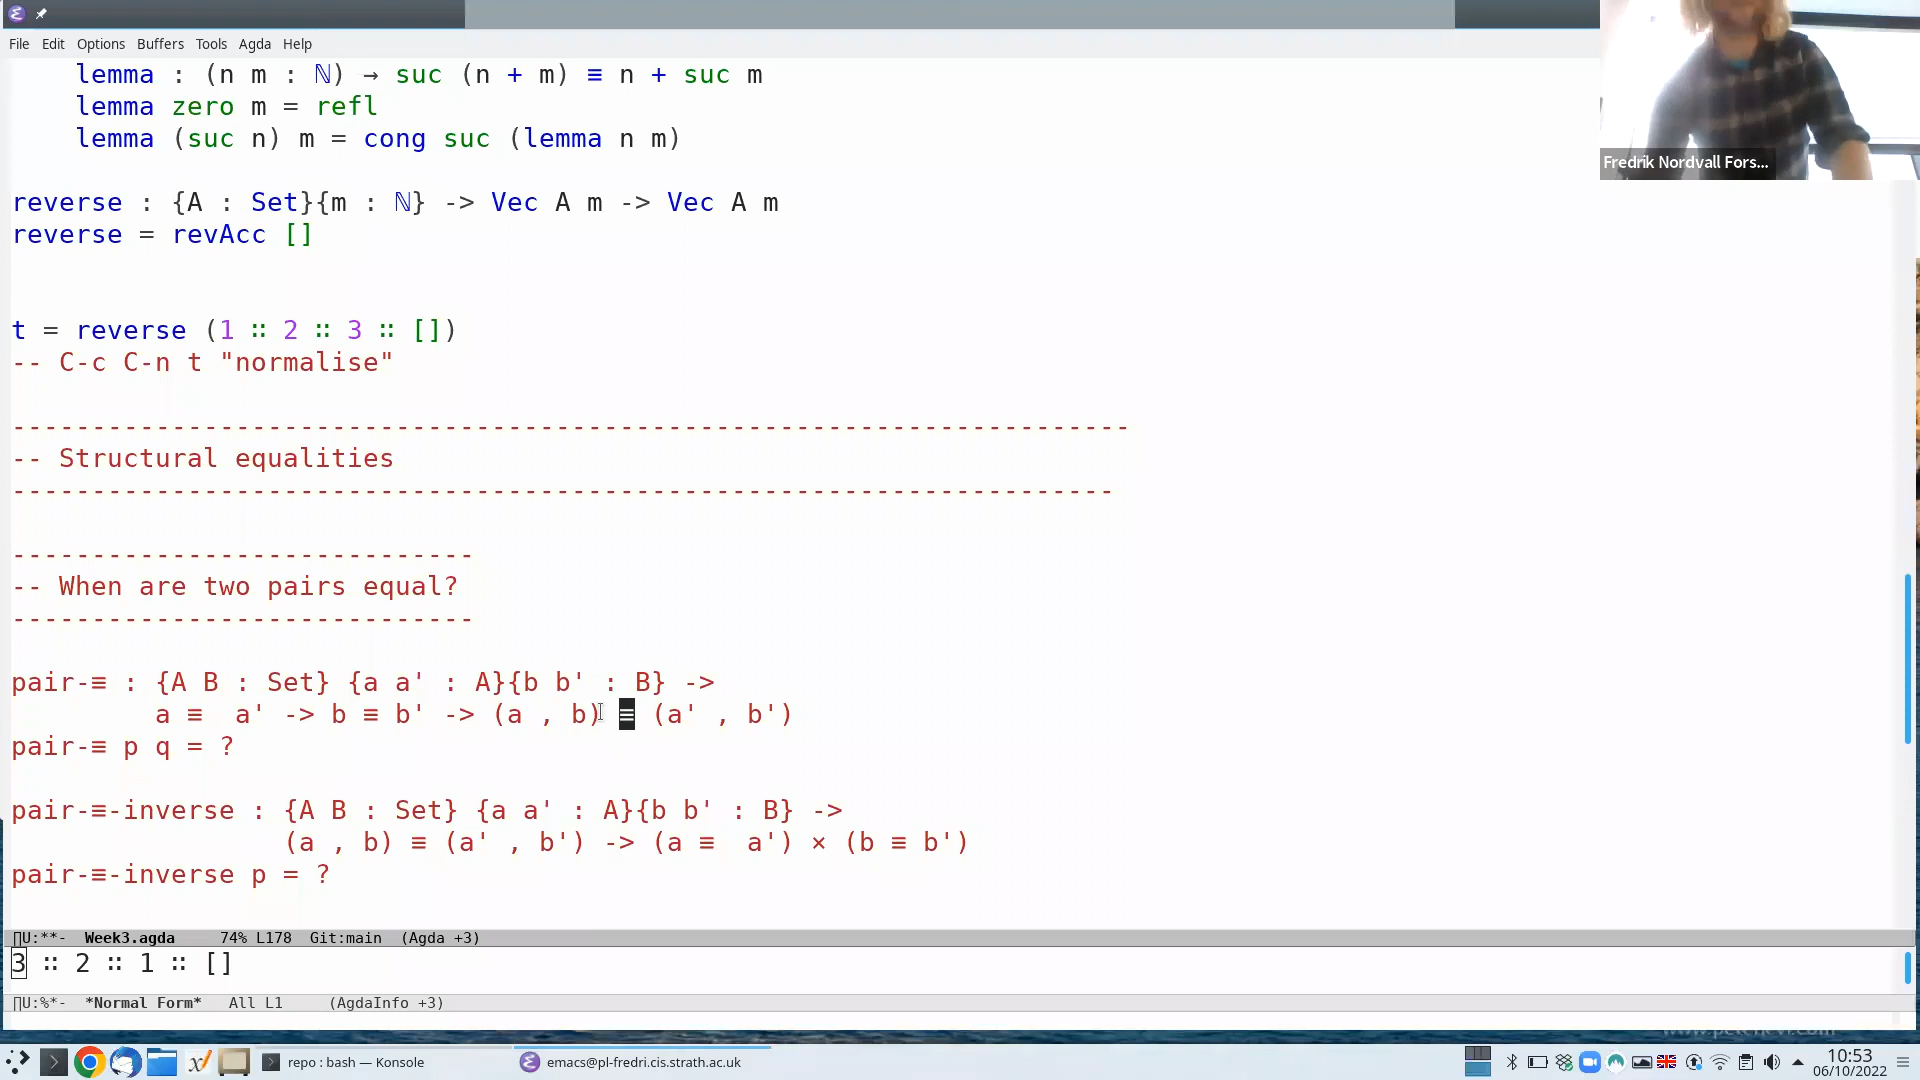 File Edit Options Buffers Tools Agda Help
lemma : (n m : ℕ) → suc (n + m) ≡ n + suc m
lemma zero m = refl
lemma (suc n) m = cong suc (lemma n m)
Fredrik Nordvall Fors...
reverse : {A : Set}{m : ℕ} -> Vec A m -> Vec A m
reverse = revAcc []
t = reverse (1 ∷ 2 ∷ 3 ∷ [])
-- C-c C-n t "normalise"
----------------------------------------------------------------------
-- Structural equalities
---------------------------------------------------------------------
-----------------------------
-- When are two pairs equal?
-----------------------------
pair-≡ : {A B : Set} {a a' : A}{b b' : B} ->
a ≡  a' -> b ≡ b' -> (a , b) ≡ (a' , b')
pair-≡ p q = ?
pair-≡-inverse : {A B : Set} {a a' : A}{b b' : B} ->
(a , b) ≡ (a' , b') -> (a ≡  a') × (b ≡ b')
pair-≡-inverse p = ?
U:**-  Week3.agda     74% L178  Git:main  (Agda +3)
3 ∷ 2 ∷ 1 ∷ []
U:%*-  *Normal Form*   All L1     (AgdaInfo +3)
repo : bash — Konsole
emacs@pl-fredri.cis.strath.ac.uk
10:53
06/10/2022